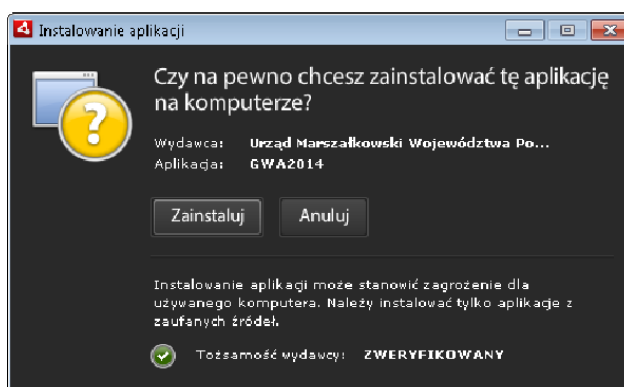 Instalowanie aplikacji
Czy na pewno chcesz zainstalować tę aplikację
na komputerze?
Wydawca: Urząd Marszałkowski Województwa Po...
Aplikacja: GWA2014
Zainstaluj Anuluj
Instalowanie aplikacji może stanowić zagrożenie dla
używanego komputera. Należy instalować tylko aplikacje z
zaufanych źródeł.
Tożsamość wydawcy: ZWERYFIKOWANY